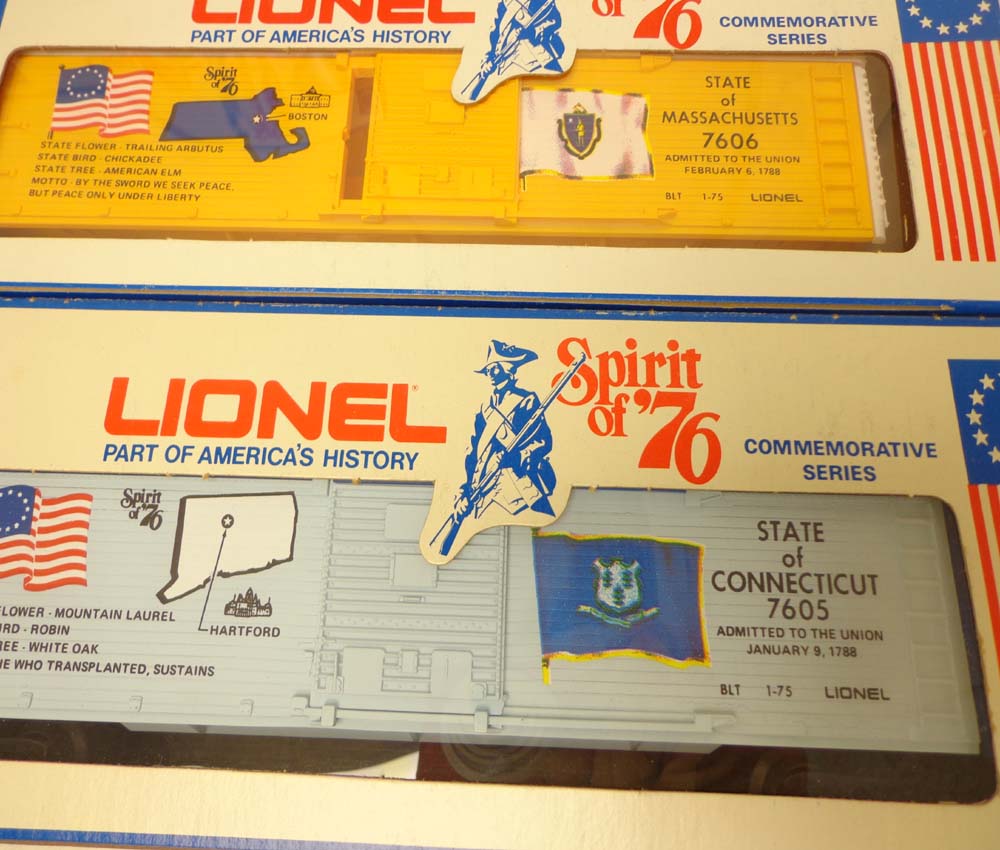 LIONEL
PART OF AMERICA'S HISTORY
of '76
COMMEMORATIVE
SERIES
Spirit
of '76
BOSTON
STATE FLOWER - TRAILING ARBUTUS
STATE BIRD - CHICKADEE
STATE TREE - AMERICAN ELM
MOTTO - BY THE SWORD WE SEEK PEACE,
BUT PEACE ONLY UNDER LIBERTY
STATE
of
MASSACHUSETTS
7606
ADMITTED TO THE UNION
FEBRUARY 6, 1788
BLT 1-75 LIONEL
LIONEL®
PART OF AMERICA'S HISTORY
Spirit
of '76
COMMEMORATIVE
SERIES
Spirit
of '76
HARTFORD
FLOWER - MOUNTAIN LAUREL
IRD - ROBIN
REE - WHITE OAK
HE WHO TRANSPLANTED, SUSTAINS
STATE
of
CONNECTICUT
7605
ADMITTED TO THE UNION
JANUARY 9, 1788
BLT 1-75 LIONEL